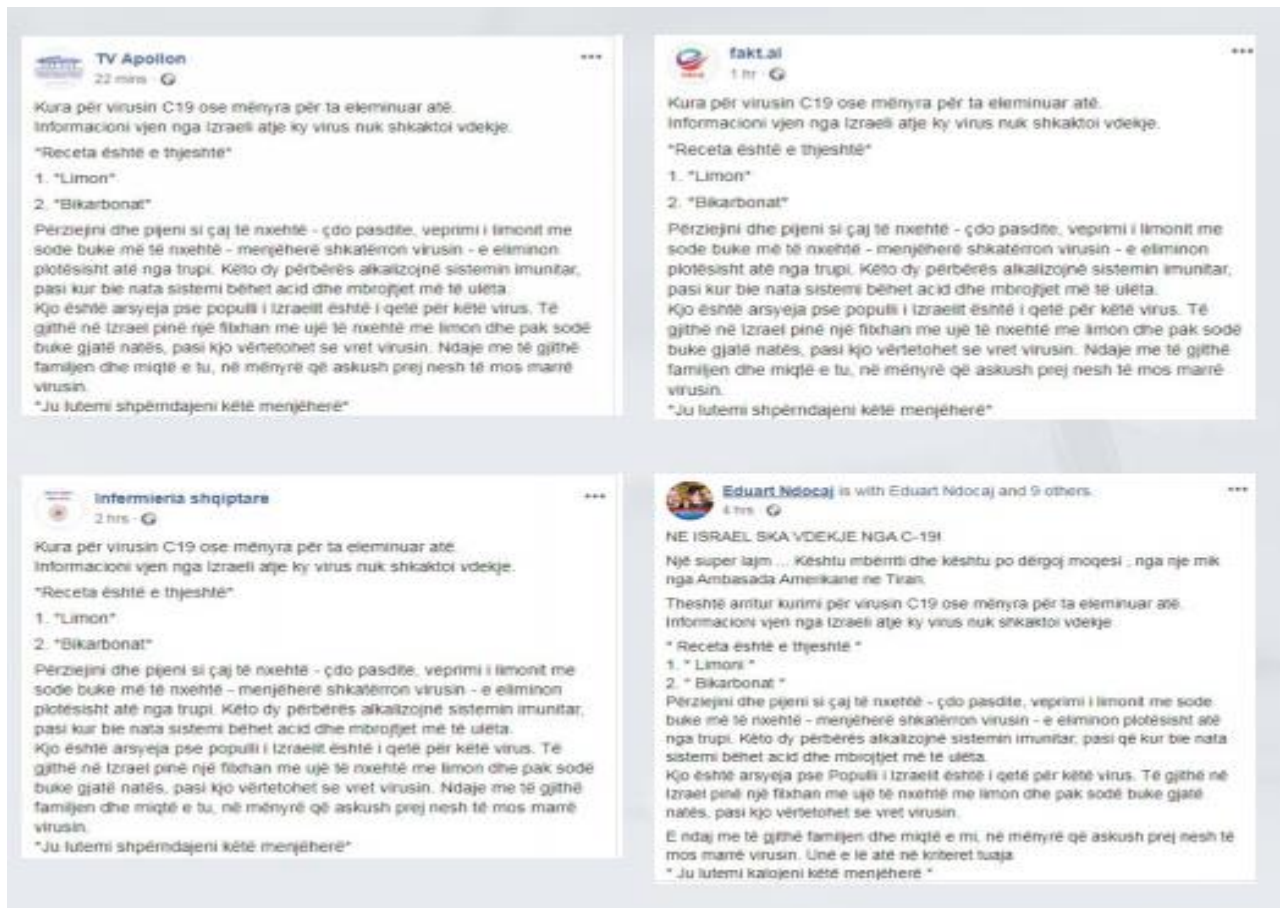 TV Apollon
22 mins
Kura për virusin C19 ose mënyra për ta eleminuar atë.
Informacioni vjen nga Izraeli atje ky virus nuk shkaktoi vdekje.
"Receta është e thjeshtë"
1. "Limon"
2. "Bikarbonat"
Përziejini dhe pijeni si çaj të nxehtë - çdo pasdite, veprimi i limonit me
sode buke më të nxehtë - menjëherë shkatërron virusin - e eliminon
plotësisht atë nga trupi. Këto dy përbërës alkalizojnë sistemin imunitar,
pasi kur bie nata sistemi bëhet acid dhe mbrojtjet më të ulëta.
Kjo është arsyeja pse populli i Izraelit është i qetë për këtë virus. Të
gjithë në Izrael pinë një filxhan me ujë të nxehtë me limon dhe pak sodë
buke gjatë natës, pasi kjo vërtetohet se vret virusin. Ndaje me të gjithë
familjen dhe miqtë e tu, në mënyrë që askush prej nesh të mos marrë
virusin.
"Ju lutemi shpërndajeni këtë menjëherë"
fakt.al
1 hr
Kura për virusin C19 ose mënyra për ta eleminuar atë.
Informacioni vjen nga Izraeli atje ky virus nuk shkaktoi vdekje.
"Receta është e thjeshtë"
1. "Limon"
2. "Bikarbonat"
Përziejini dhe pijeni si çaj të nxehtë - çdo pasdite, veprimi i limonit me
sode buke më të nxehtë - menjëherë shkatërron virusin - e eliminon
plotësisht atë nga trupi. Këto dy përbërës alkalizojnë sistemin imunitar,
pasi kur bie nata sistemi bëhet acid dhe mbrojtjet më të ulëta.
Kjo është arsyeja pse populli i Izraelit është i qetë për këtë virus. Të
gjithë në Izrael pinë një filxhan me ujë të nxehtë me limon dhe pak sodë
buke gjatë natës, pasi kjo vërtetohet se vret virusin. Ndaje me të gjithë
familjen dhe miqtë e tu, në mënyrë që askush prej nesh të mos marrë
virusin.
"Ju lutemi shpërndajeni këtë menjëherë"
Infermieria shqiptare
2 hrs
Kura për virusin C19 ose mënyra për ta eleminuar atë.
Informacioni vjen nga Izraeli atje ky virus nuk shkaktoi vdekje.
"Receta është e thjeshtë"
1. "Limon"
2. "Bikarbonat"
Përziejini dhe pijeni si çaj të nxehtë - çdo pasdite, veprimi i limonit me
sode buke më të nxehtë - menjëherë shkatërron virusin - e eliminon
plotësisht atë nga trupi. Këto dy përbërës alkalizojnë sistemin imunitar,
pasi kur bie nata sistemi bëhet acid dhe mbrojtjet më të ulëta.
Kjo është arsyeja pse populli i Izraelit është i qetë për këtë virus. Të
gjithë në Izrael pinë një filxhan me ujë të nxehtë me limon dhe pak sodë
buke gjatë natës, pasi kjo vërtetohet se vret virusin. Ndaje me të gjithë
familjen dhe miqtë e tu, në mënyrë që askush prej nesh të mos marrë
virusin.
"Ju lutemi shpërndajeni këtë menjëherë"
Eduart Ndocaj is with Eduart Ndocaj and 9 others.
4 hrs
NE ISRAEL SKA VDEKJE NGA C-19!
Një super lajm ... Kështu mbërriti dhe kështu po dërgoj moqesi , nga nje mik
nga Ambasada Amerikane ne Tiran.
Theshtë arritur kurimi për virusin C19 ose mënyra për ta eleminuar atë.
Informacioni vjen nga Izraeli atje ky virus nuk shkaktoi vdekje
" Receta është e thjeshtë "
1. " Limoni "
2. " Bikarbonat "
Përziejini dhe pijeni si çaj të nxehtë - çdo pasdite, veprimi i limonit me sode
buke më të nxehtë - menjëherë shkatërron virusin - e eliminon plotësisht atë
nga trupi. Këto dy përbërës alkalizojnë sistemin imunitar, pasi që kur bie nata
sistemi bëhet acid dhe mbrojtjet më të ulëta.
Kjo është arsyeja pse Populli i Izraelit është i qetë për këtë virus. Të gjithë në
Izrael pinë një filxhan me ujë të nxehtë me limon dhe pak sodë buke gjatë
natës, pasi kjo vërtetohet se vret virusin.
E ndaj me të gjithë familjen dhe miqtë e mi, në mënyrë që askush prej nesh të
mos marrë virusin. Unë e lë atë në kriteret tuaja
" Ju lutemi kalojeni këtë menjëherë "